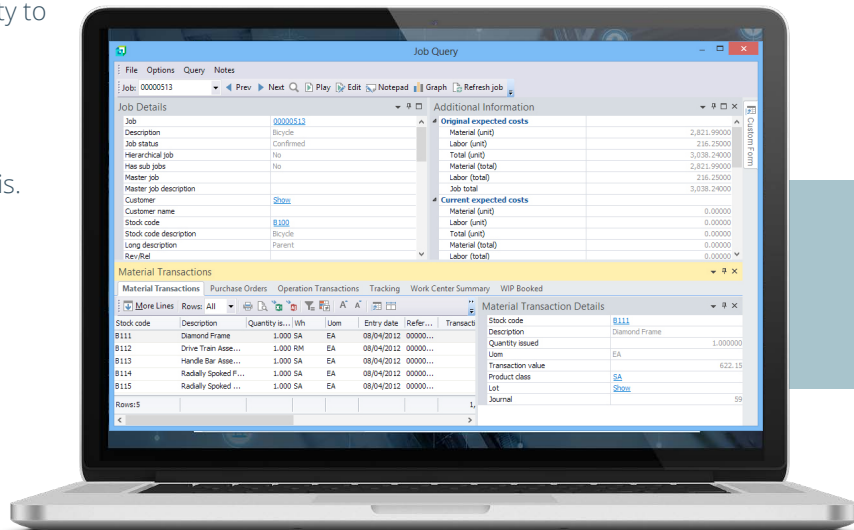 ty to
is.
Job Query
File Options Query Notes
Job: 00000513 Prev Next Play Edit Notepad Graph Refresh job
Job Details
Job 00000513
Description Bicycle
Job status Confirmed
Hierarchical job No
Has sub jobs No
Master job
Master job description
Customer Show
Customer name
Stock code B100
Stock code description Bicycle
Long description Parent
Rev/Rel
Additional Information
Original expected costs
Material (unit) 2,821.99000
Labor (unit) 216.25000
Total (unit) 3,038.24000
Material (total) 2,821.99000
Labor (total) 216.25000
Job total 3,038.24000
Current expected costs
Material (unit) 0.00000
Labor (unit) 0.00000
Total (unit) 0.00000
Material (total) 0.00000
Labor (total) 0.00000
Custom Form
Material Transactions
Material Transactions Purchase Orders Operation Transactions Tracking Work Center Summary WIP Booked
More Lines Rows: All
Stock code Description Quantity is... Wh Uom Entry date Refer... Transacti
B111 Diamond Frame 1.000 SA EA 08/04/2012 00000...
B112 Drive Train Asse... 1.000 RM EA 08/04/2012 00000...
B113 Handle Bar Asse... 1.000 SA EA 08/04/2012 00000...
B114 Radially Spoked F... 1.000 SA EA 08/04/2012 00000...
B115 Radially Spoked ... 1.000 SA EA 08/04/2012 00000...
Rows:5 1,
Material Transaction Details
Stock code B111
Description Diamond Frame
Quantity issued 1.000000
Uom EA
Transaction value 622.15
Product class SA
Lot Show
Journal 59